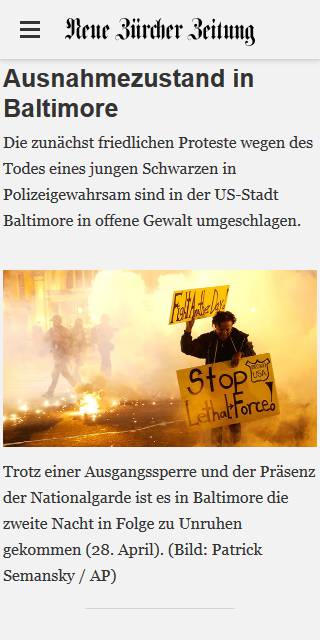 Neue Zürcher Zeitung
Ausnahmezustand in
Baltimore
Die zunächst friedlichen Proteste wegen des
Todes eines jungen Schwarzen in
Polizeigewahrsam sind in der US-Stadt
Baltimore in offene Gewalt umgeschlagen.
Fight Another Day!
Stop
USA
Lethal Force!
Trotz einer Ausgangssperre und der Präsenz
der Nationalgarde ist es in Baltimore die
zweite Nacht in Folge zu Unruhen
gekommen (28. April). (Bild: Patrick
Semansky / AP)